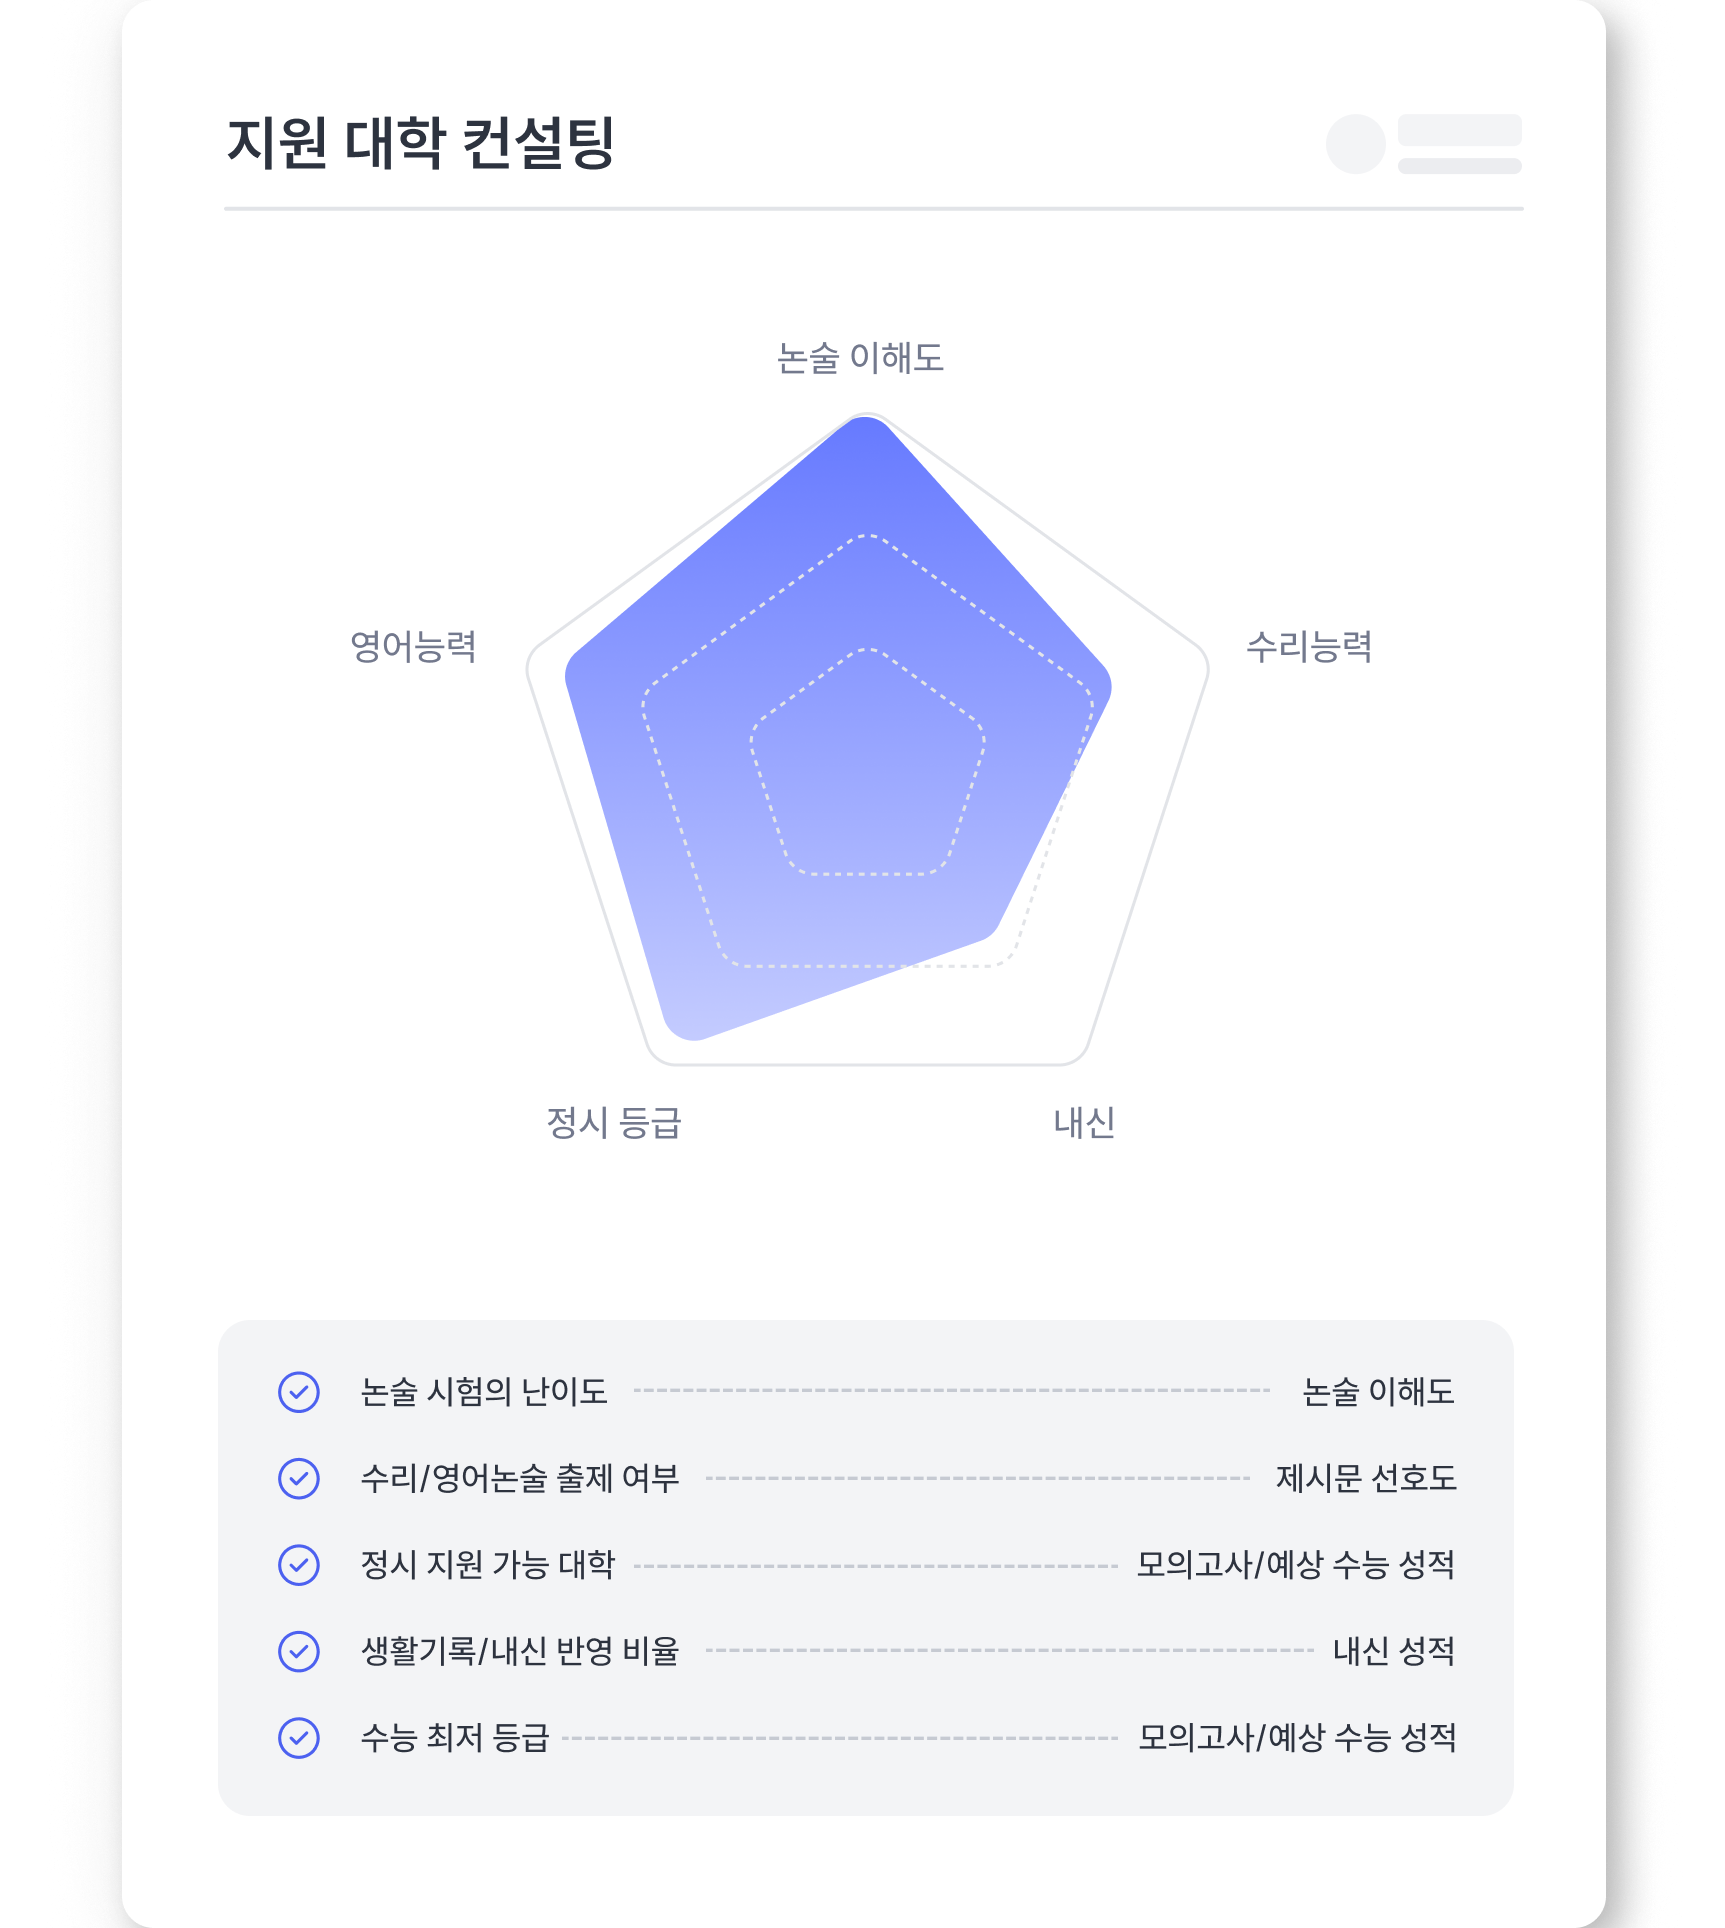 지원 대학 컨설팅
논술 이해도
영어능력
수리능력
정시 등급
내신
논술 시험의 난이도 논술 이해도
수리/영어논술 출제 여부 제시문 선호도
정시 지원 가능 대학 모의고사/예상 수능 성적
생활기록/내신 반영 비율 내신 성적
수능 최저 등급 모의고사/예상 수능 성적